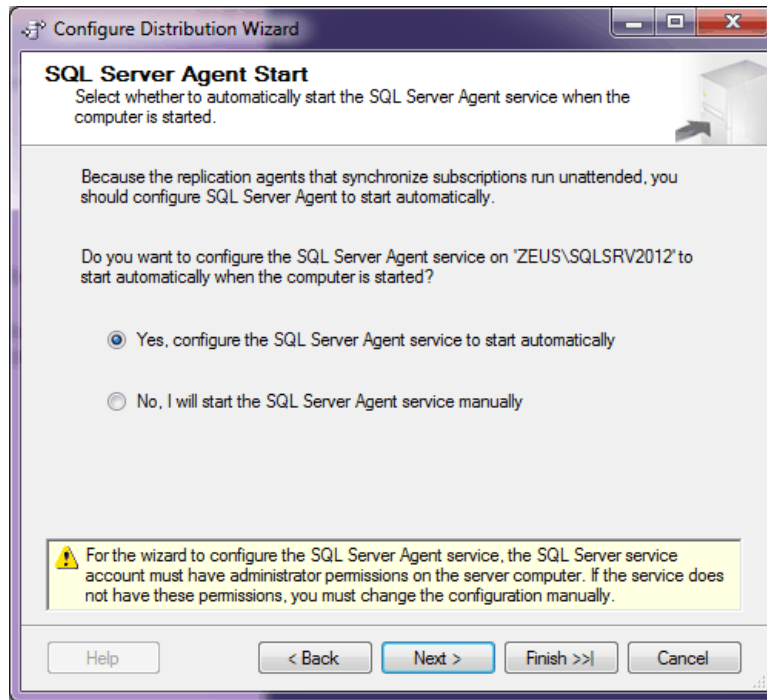 Configure Distribution Wizard
SQL Server Agent Start
Select whether to automatically start the SQL Server Agent service when the
computer is started.
Because the replication agents that synchronize subscriptions run unattended, you
should configure SQL Server Agent to start automatically.
Do you want to configure the SQL Server Agent service on 'ZEUS\SQLSRV2012' to
start automatically when the computer is started?
Yes, configure the SQL Server Agent service to start automatically
No, I will start the SQL Server Agent service manually
For the wizard to configure the SQL Server Agent service, the SQL Server service
account must have administrator permissions on the server computer. If the service does
not have these permissions, you must change the configuration manually.
Help < Back Next > Finish >>| Cancel